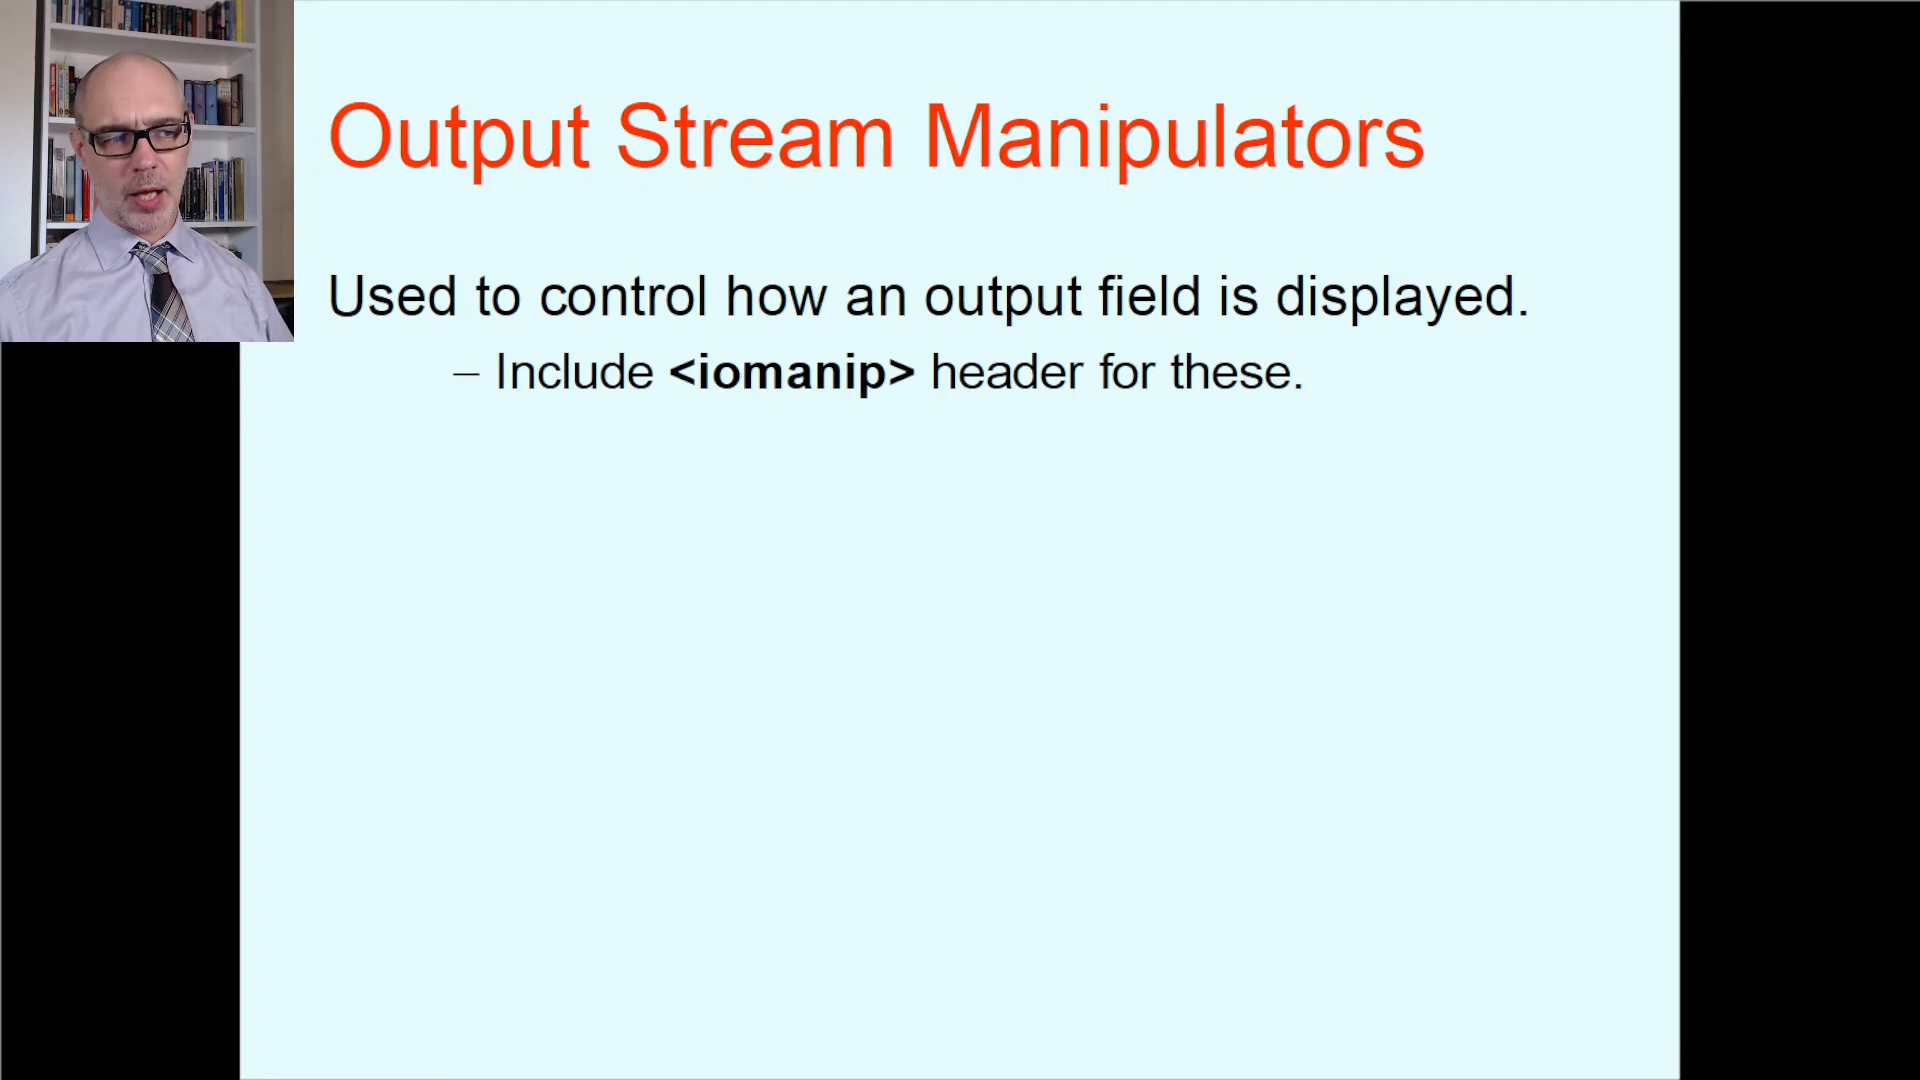 Output Stream Manipulators
Used to control how an output field is displayed.
– Include <iomanip> header for these.